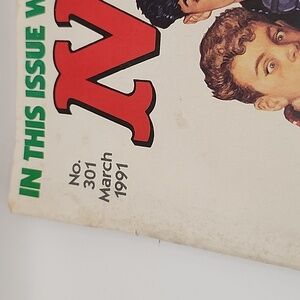 IN THIS ISSUE W
M
No.
301
March
1991